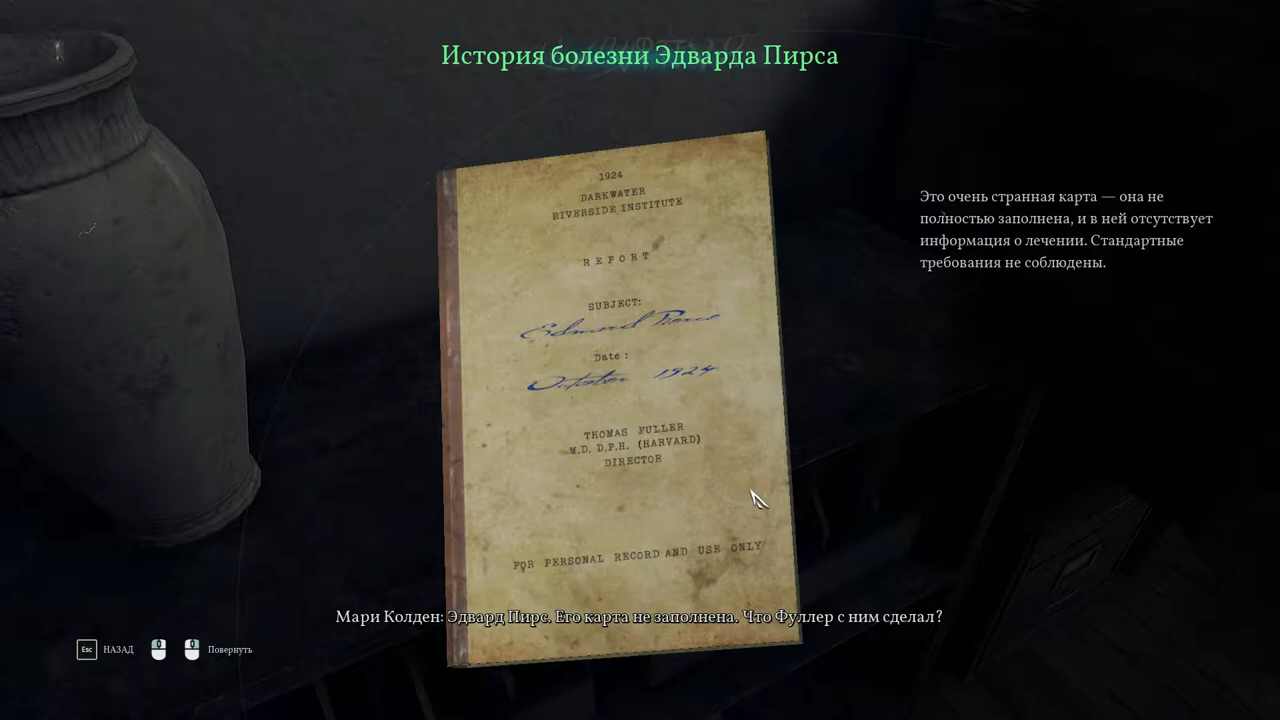 История болезни Эдварда Пирса
1924
DARKWATER
RIVERSIDE INSTITUTE
REPORT
SUBJECT:
Edmund Pierce
Date :
October 1924
THOMAS FULLER
M.D. D.P.H. (HARVARD)
DIRECTOR
FOR PERSONAL RECORD AND USE ONLY
Это очень странная карта — она не
полностью заполнена, и в ней отсутствует
информация о лечении. Стандартные
требования не соблюдены.
Мари Колден: Эдвард Пирс. Его карта не заполнена. Что Фуллер с ним сделал?
Esc НАЗАД Повернуть